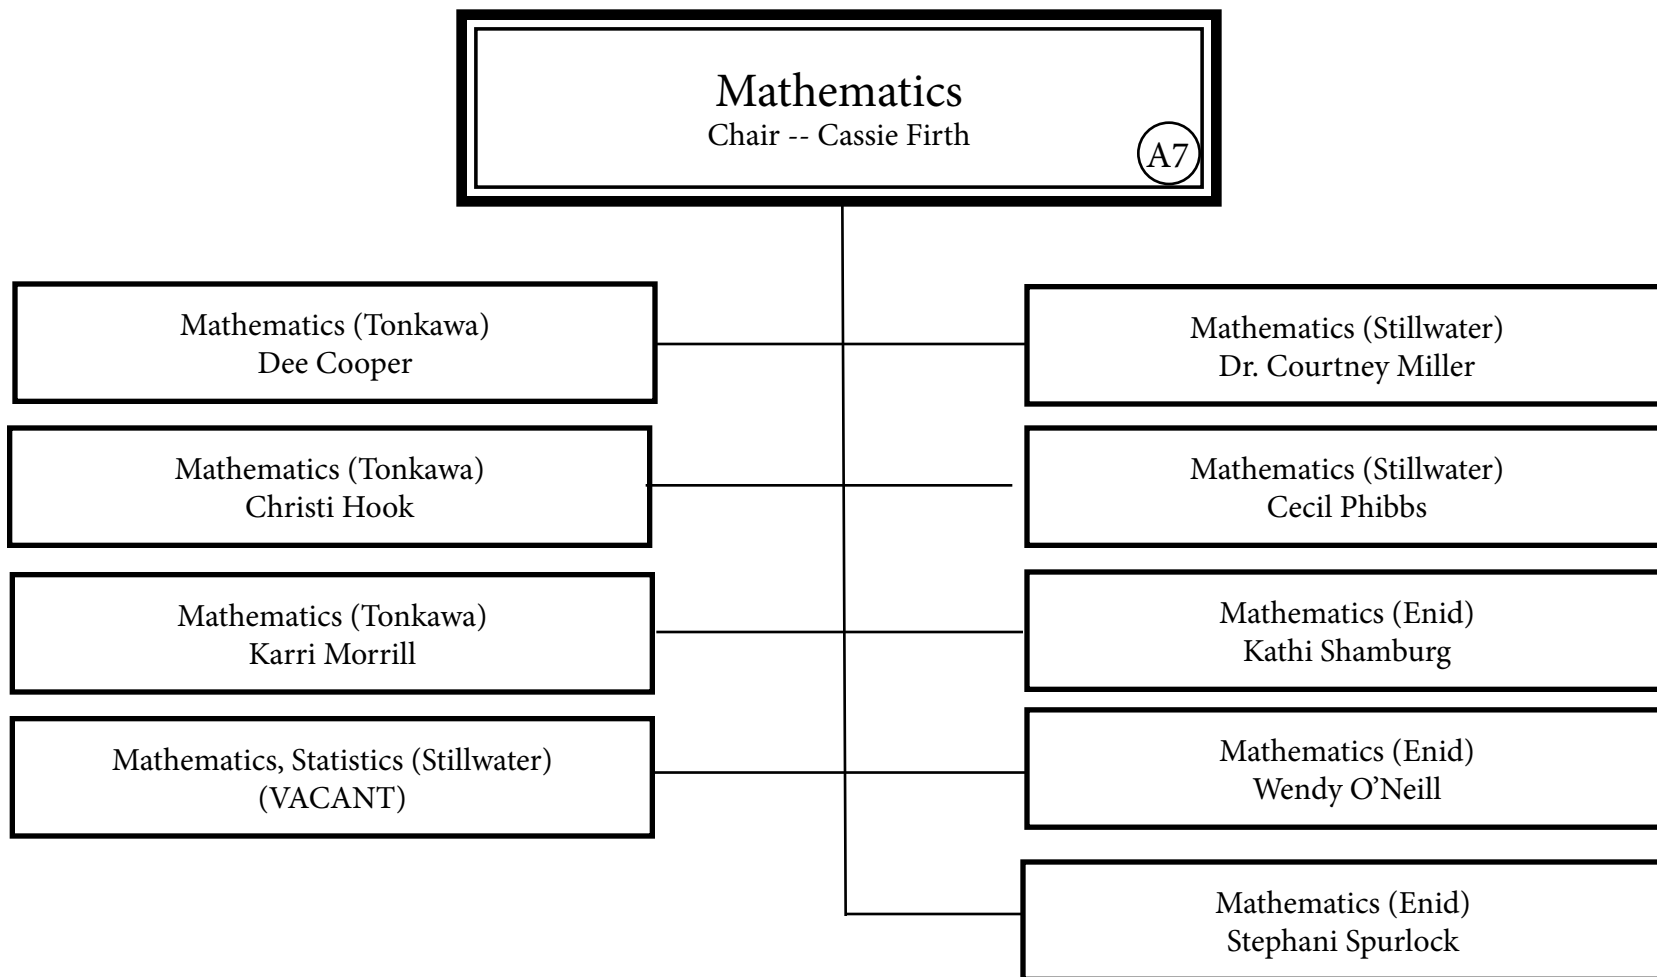 Mathematics
Chair -- Cassie Firth
A7
Mathematics (Tonkawa)
Dee Cooper
Mathematics (Stillwater)
Dr. Courtney Miller
Mathematics (Tonkawa)
Christi Hook
Mathematics (Stillwater)
Cecil Phibbs
Mathematics (Tonkawa)
Karri Morrill
Mathematics (Enid)
Kathi Shamburg
Mathematics, Statistics (Stillwater)
(VACANT)
Mathematics (Enid)
Wendy O’Neill
Mathematics (Enid)
Stephani Spurlock